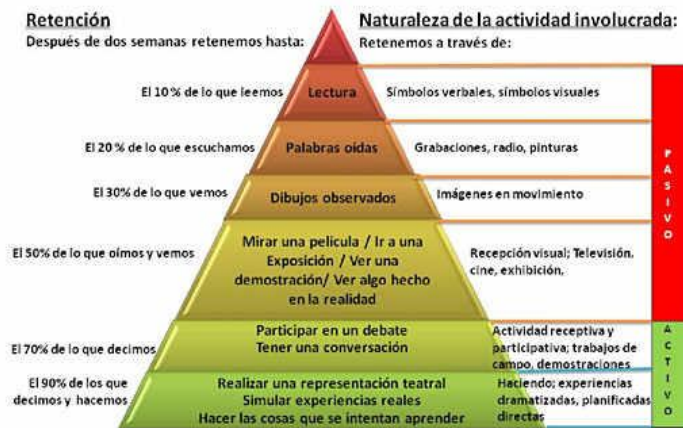 Retención
Después de dos semanas retenemos hasta:
Naturaleza de la actividad involucrada:
Retenemos a través de:
El 10% de lo que leemos
Lectura
Símbolos verbales, símbolos visuales
El 20 % de lo que escuchamos
Palabras oídas
Grabaciones, radio, pinturas
El 30% de lo que vemos
Dibujos observados
Imágenes en movimiento
El 50% de lo que oímos y vemos
Mirar una película / Ir a una
Exposición / Ver una
demostración/ Ver algo hecho
en la realidad
Recepción visual; Televisión,
cine, exhibición,
PASIVO
El 70% de lo que decimos
Participar en un debate
Tener una conversación
Actividad receptiva y
participativa; trabajos de
campo, demostraciones
El 90% de los que
decimos y hacemos
Realizar una representación teatral
Simular experiencias reales
Hacer las cosas que se intentan aprender
Haciendo; experiencias
dramatizadas, planificadas
directas
ACTIVO